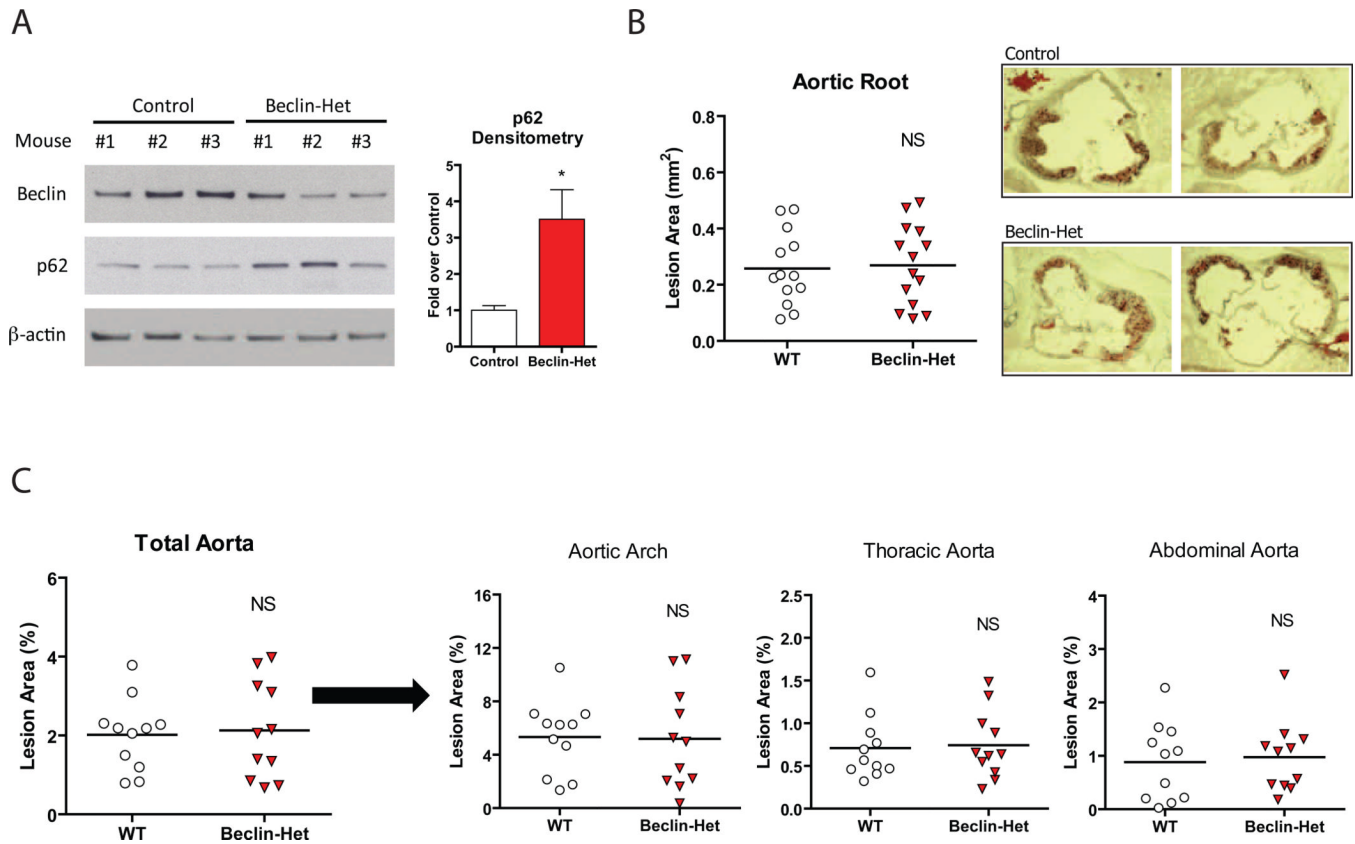 A
Control Beclin-Het
Mouse #1 #2 #3 #1 #2 #3
Beclin
p62
β-actin
p62
Densitometry
Fold over Control
5
4
3
2
1
0
*
Control Beclin-Het
B
Aortic Root
Lesion Area (mm²)
0.8
0.6
0.4
0.2
0.0
NS
WT Beclin-Het
Control
Beclin-Het
C
Total Aorta
Lesion Area (%)
6
4
2
0
NS
WT Beclin-Het
Aortic Arch
Lesion Area (%)
16
12
8
4
0
NS
WT Beclin-Het
Thoracic Aorta
Lesion Area (%)
2.5
2.0
1.5
1.0
0.5
0.0
NS
WT Beclin-Het
Abdominal Aorta
Lesion Area (%)
4
3
2
1
0
NS
WT Beclin-Het